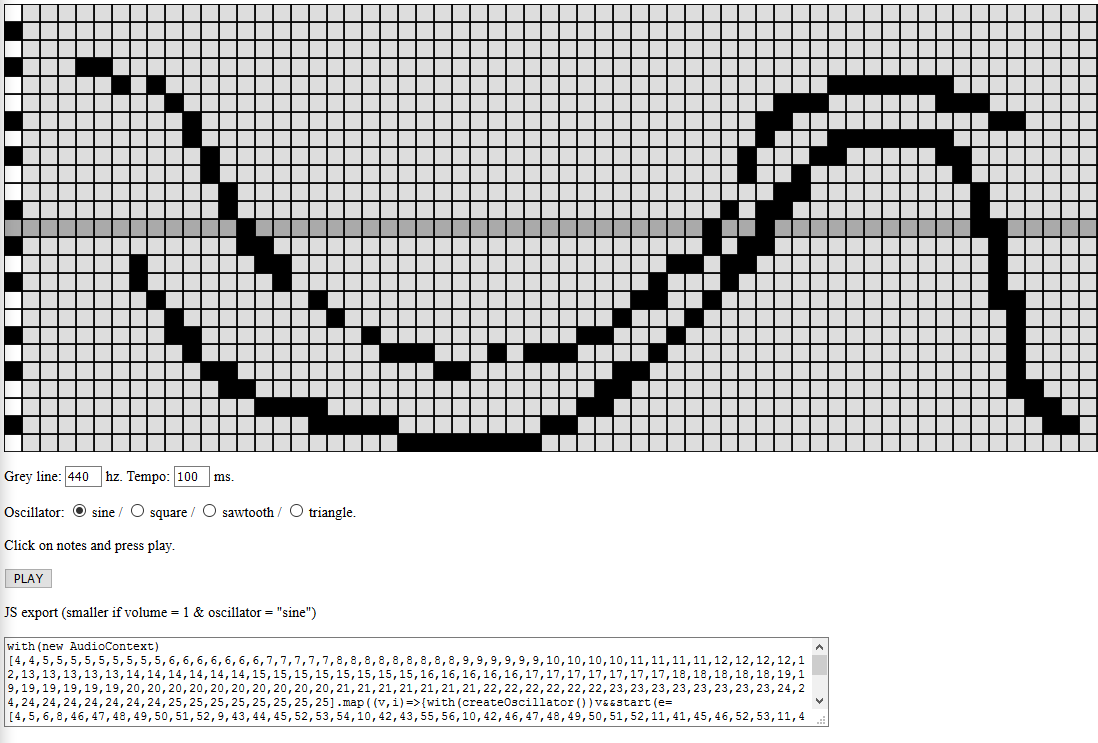 Grey line: 440 hz. Tempo: 100 ms.
Oscillator: sine / square / sawtooth / triangle.
Click on notes and press play.
PLAY
JS export (smaller if volume = 1 & oscillator = "sine")
with(new AudioContext)
[4,4,5,5,5,5,5,5,5,5,5,6,6,6,6,6,6,6,7,7,7,7,7,8,8,8,8,8,8,8,8,8,9,9,9,9,9,9,10,10,10,10,11,11,11,11,12,12,12,12,1
2,13,13,13,13,13,14,14,14,14,14,14,15,15,15,15,15,15,15,15,16,16,16,16,16,17,17,17,17,17,17,17,18,18,18,18,18,19,1
9,19,19,19,19,19,20,20,20,20,20,20,20,20,20,20,21,21,21,21,21,21,21,22,22,22,22,22,22,23,23,23,23,23,23,23,23,24,2
4,24,24,24,24,24,24,24,25,25,25,25,25,25,25,25].map((v,i)=>{with(createOscillator())v&&start(e=
[4,5,6,8,46,47,48,49,50,51,52,9,43,44,45,52,53,54,10,42,43,55,56,10,42,46,47,48,49,50,51,52,11,41,45,46,52,53,11,4